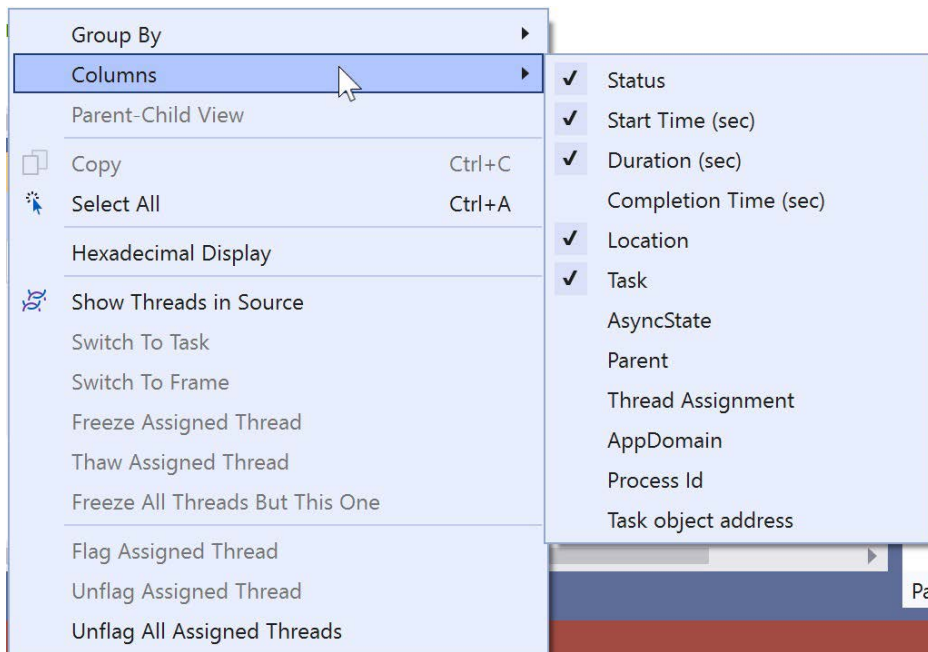 Group By
Columns
Parent-Child View
Copy Ctrl+C
Select All Ctrl+A
Hexadecimal Display
Show Threads in Source
Switch To Task
Switch To Frame
Freeze Assigned Thread
Thaw Assigned Thread
Freeze All Threads But This One
Flag Assigned Thread
Unflag Assigned Thread
Unflag All Assigned Threads
Status
Start Time (sec)
Duration (sec)
Completion Time (sec)
Location
Task
AsyncState
Parent
Thread Assignment
AppDomain
Process Id
Task object address